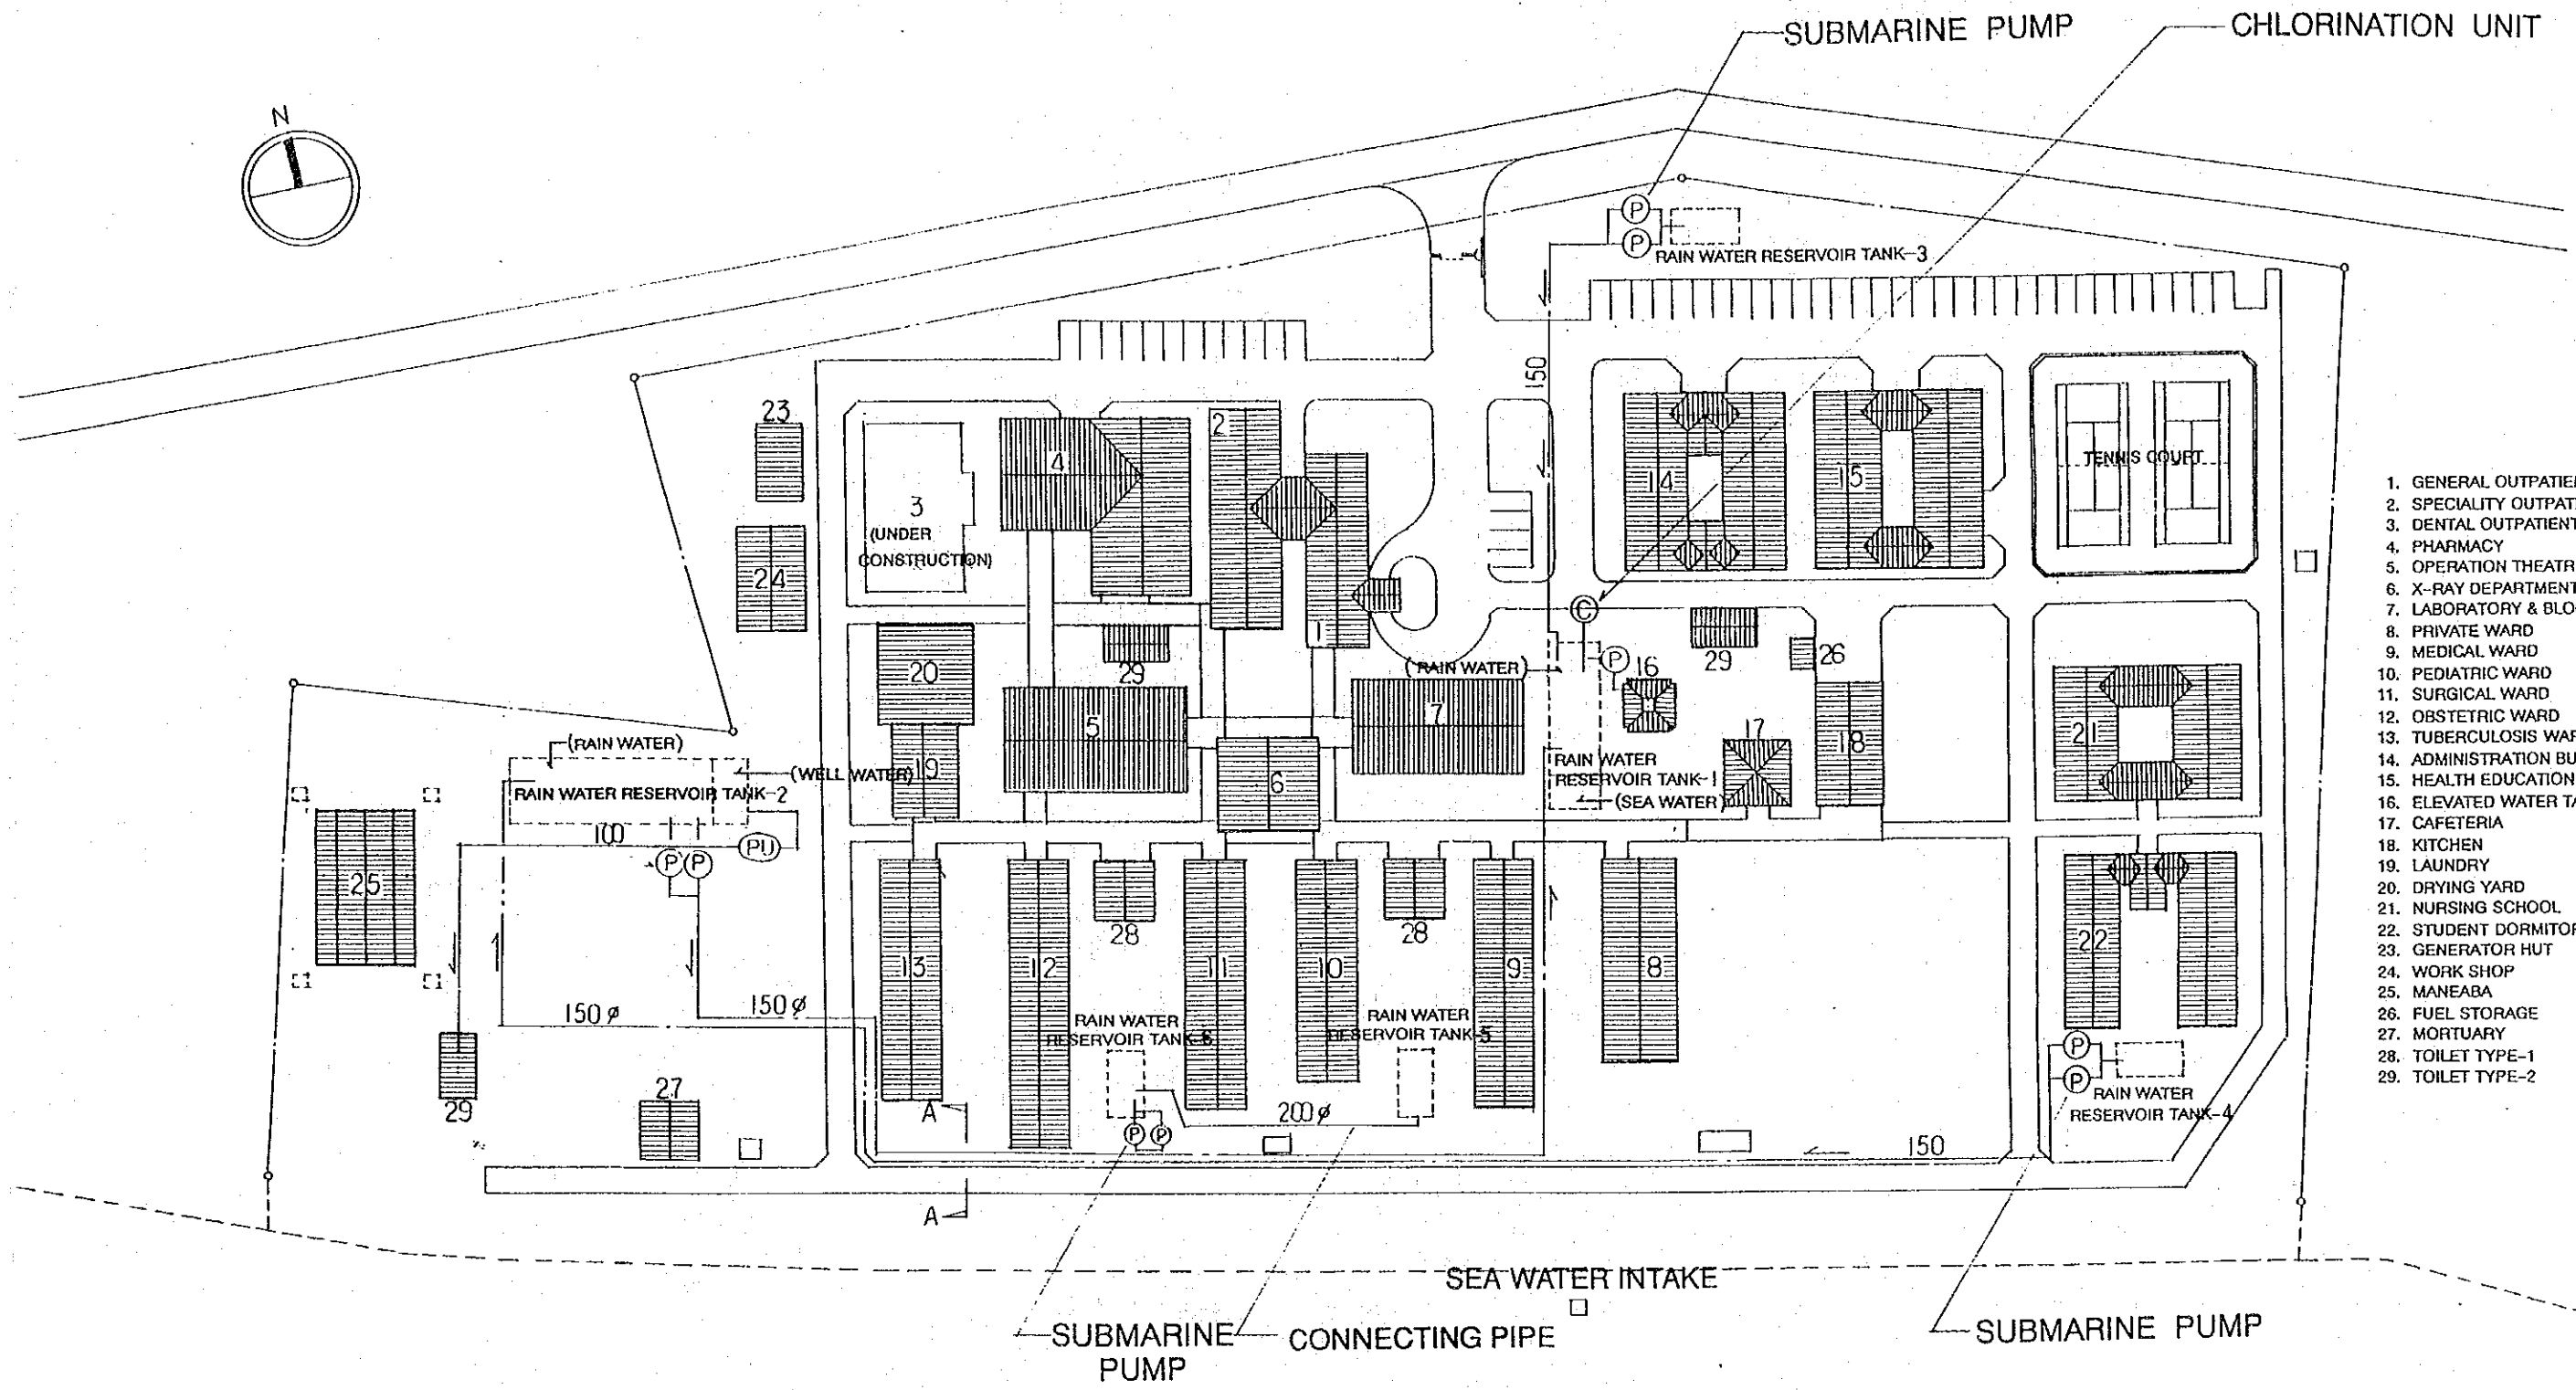 SUBMARINE PUMP
CHLORINATION UNIT
N
P
P
RAIN WATER RESERVOIR TANK-3
150
23
2
4
14
15
TENNIS COURT
3
(UNDER
CONSTRUCTION)
24
C
1
20
29
(RAIN WATER)
P
16
29
26
5
7
17
18
21
(RAIN WATER)
(WELL WATER)
19
6
RAIN WATER
RESERVOIR TANK-1
(SEA WATER)
RAIN WATER RESERVOIR TANK-2
100
P
P
PU
25
28
28
22
13
12
11
10
9
8
150ø
150ø
RAIN WATER
RESERVOIR TANK-6
RAIN WATER
RESERVOIR TANK-5
P
P
RAIN WATER
RESERVOIR TANK-4
29
27
A
200ø
P
P
150
A
SEA WATER INTAKE
SUBMARINE
PUMP
CONNECTING PIPE
SUBMARINE PUMP
1. GENERAL OUTPATIE
2. SPECIALITY OUTPAT
3. DENTAL OUTPATIENT
4. PHARMACY
5. OPERATION THEATR
6. X-RAY DEPARTMENT
7. LABORATORY & BLO
8. PRIVATE WARD
9. MEDICAL WARD
10. PEDIATRIC WARD
11. SURGICAL WARD
12. OBSTETRIC WARD
13. TUBERCULOSIS WAR
14. ADMINISTRATION BU
15. HEALTH EDUCATION
16. ELEVATED WATER TA
17. CAFETERIA
18. KITCHEN
19. LAUNDRY
20. DRYING YARD
21. NURSING SCHOOL
22. STUDENT DORMITOR
23. GENERATOR HUT
24. WORK SHOP
25. MANEABA
26. FUEL STORAGE
27. MORTUARY
28. TOILET TYPE-1
29. TOILET TYPE-2